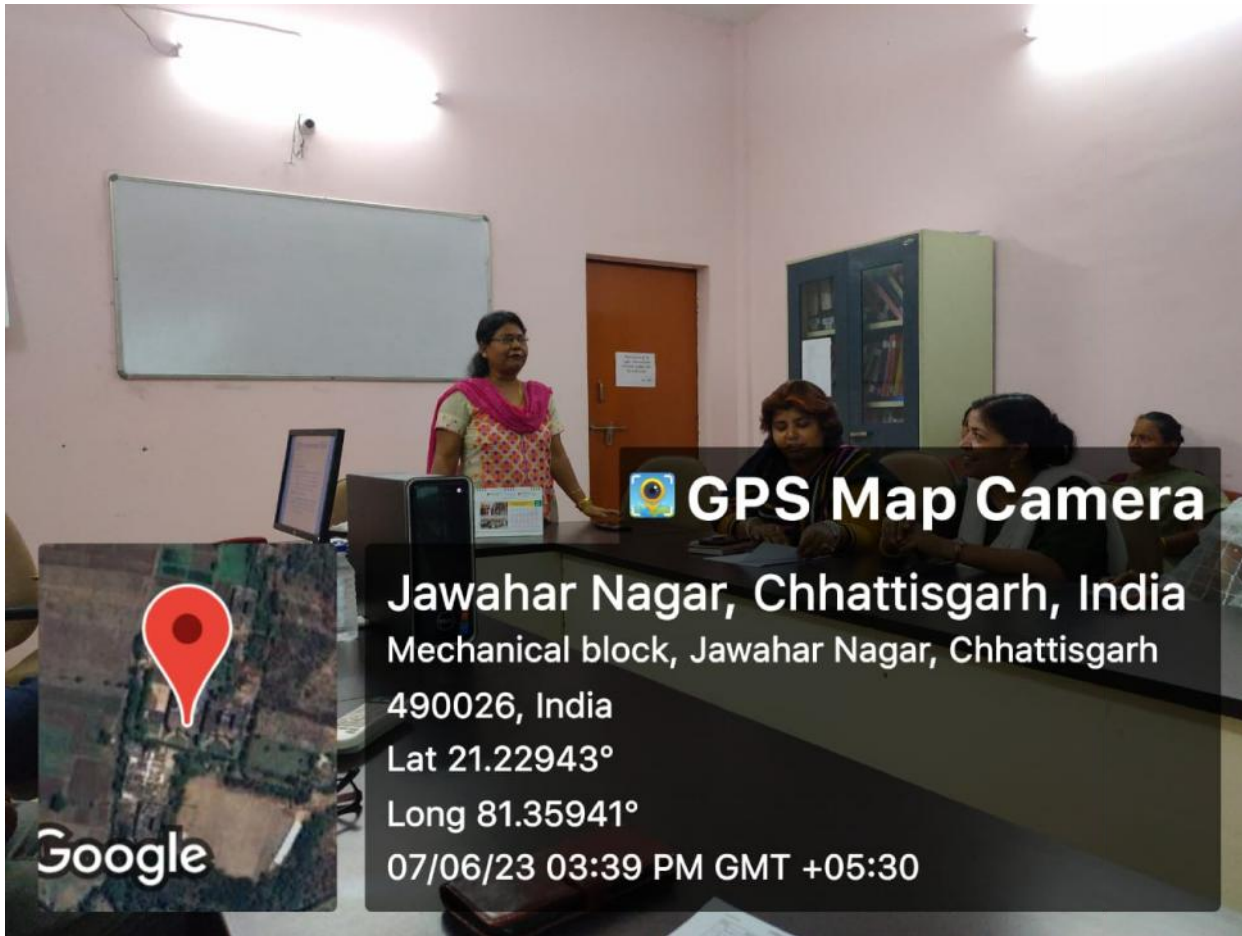 GPS Map Camera
Jawahar Nagar, Chhattisgarh, India
Mechanical block, Jawahar Nagar, Chhattisgarh
490026, India
Lat 21.22943°
Long 81.35941°
07/06/23 03:39 PM GMT +05:30
Google